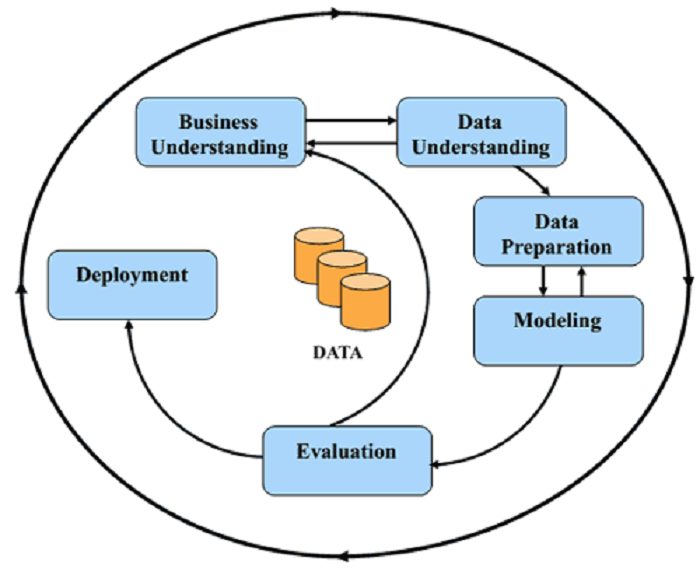 Business
Understanding
Data
Understanding
Data
Preparation
Deployment
Modeling
DATA
Evaluation